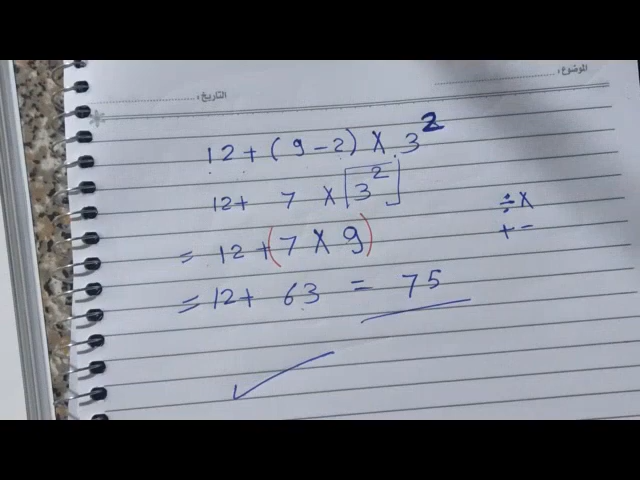 الموضوع:
التاريخ:
12 + (9 - 2) X 3²
12 + 7 X 3²
= 12 + (7 X 9)
= 12 + 63 = 75
÷ X
+ -